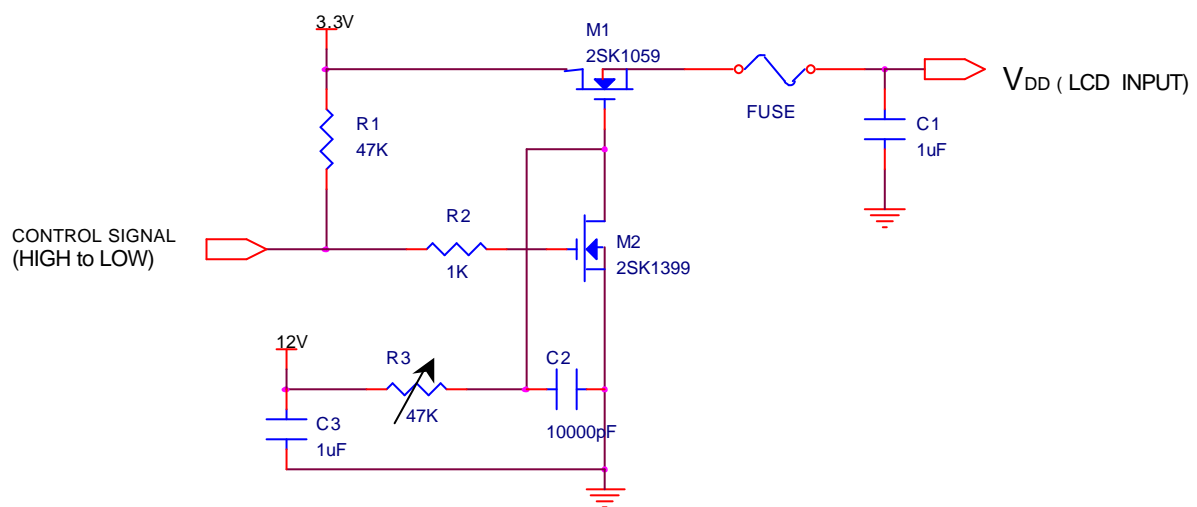 3.3V
M1
2SK1059
VDD ( LCD INPUT)
FUSE
R1
47K
C1
1uF
CONTROL SIGNAL
(HIGH to LOW)
R2
1K
M2
2SK1399
12V
R3
47K
C2
10000pF
C3
1uF